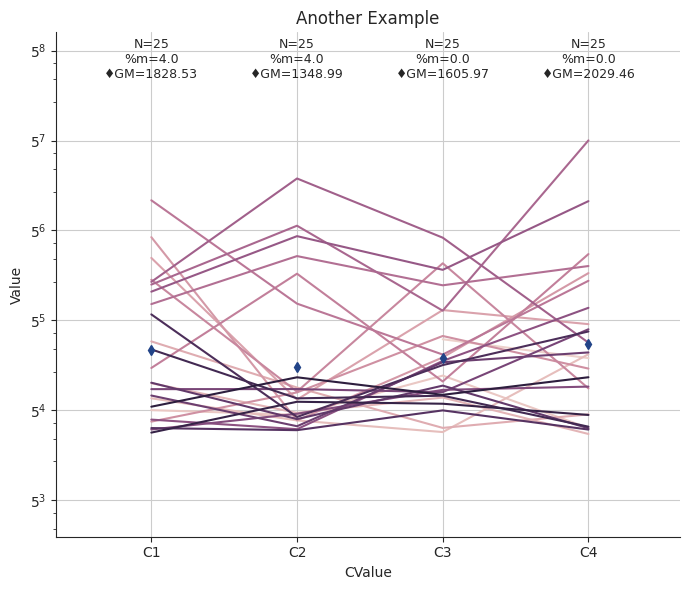 Another Example
N=25 N=25 N=25 N=25
%m=4.0 %m=4.0 %m=0.0 %m=0.0
♦GM=1828.53 ♦GM=1348.99 ♦GM=1605.97 ♦GM=2029.46
5⁸
5⁷
5⁶
5⁵
5⁴
5³
Value
C1 C2 C3 C4
CValue